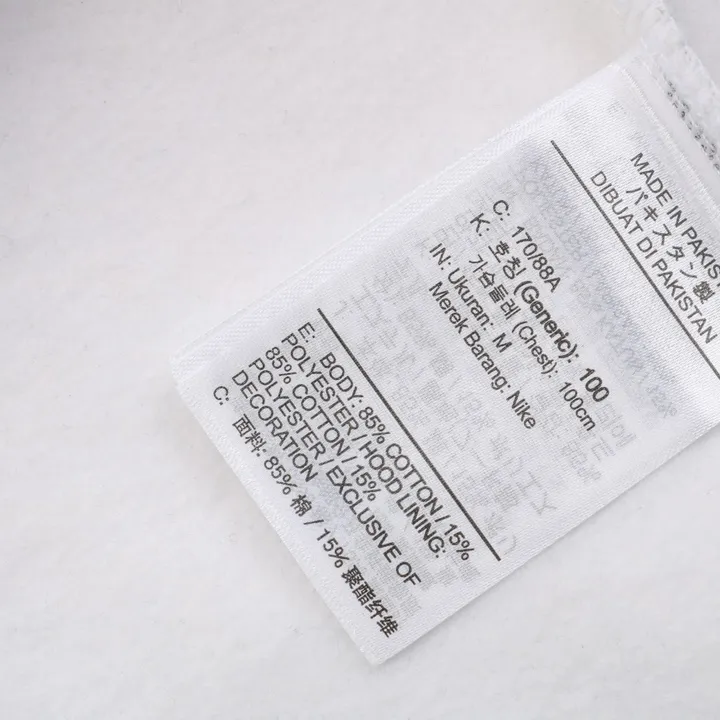 MADE IN PAKIS
パキスタン製
DIBUAT DI PAKISTAN
C: 170/88A
K: 호칭 (Generic): 100
가슴둘레 (Chest): 100cm
IN: Ukuran: M
Merek Barang: Nike
E: BODY: 85% COTTON / 15%
POLYESTER / HOOD LINING:
85% COTTON / 15%
POLYESTER / EXCLUSIVE OF
DECORATION
C: 面料: 85% 棉 / 15% 聚酯纤维